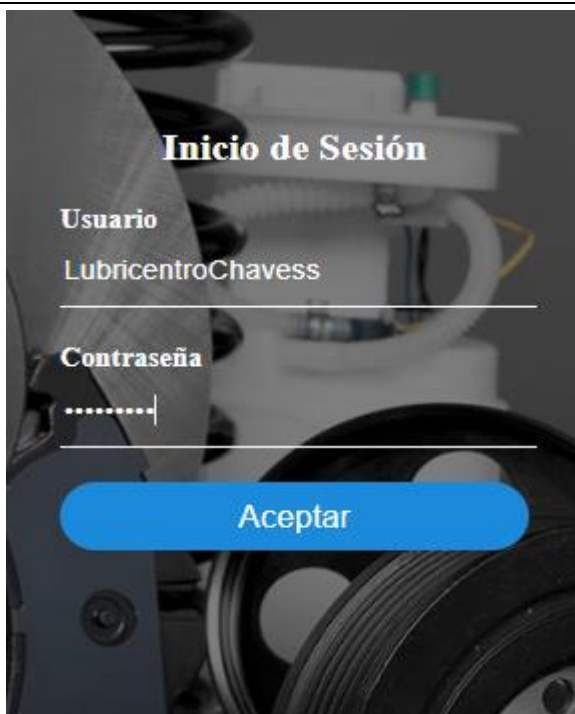 Inicio de Sesión
Usuario
LubricentroChavess
Contraseña
•••••••••
Aceptar